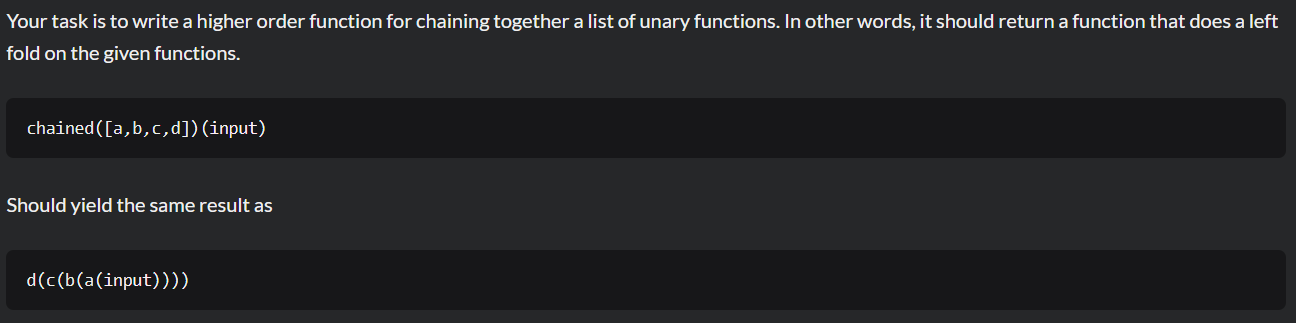 Your task is to write a higher order function for chaining together a list of unary functions. In other words, it should return a function that does a left
fold on the given functions.
chained([a,b,c,d])(input)
Should yield the same result as
d(c(b(a(input))))